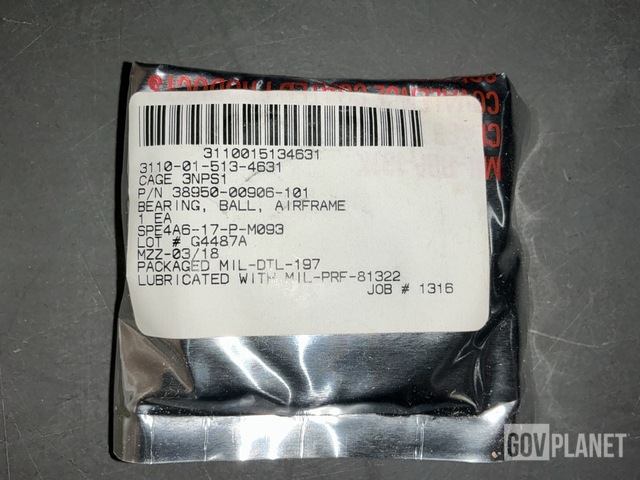 3110015134631
3110-01-513-4631
CAGE 3NPS1
P/N 38950-00906-101
BEARING, BALL, AIRFRAME
1 EA
SPE4A6-17-P-M093
LOT # G4487A
MZZ-03/18
PACKAGED MIL-DTL-197
LUBRICATED WITH MIL-PRF-81322
JOB # 1316
GOVPLANET